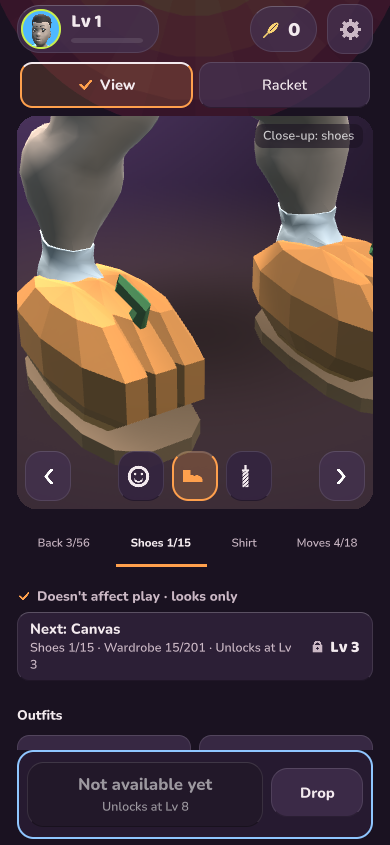 Lv 1
0
View
Racket
Close-up: shoes
Back 3/56
Shoes 1/15
Shirt
Moves 4/18
Doesn't affect play · looks only
Next: Canvas
Shoes 1/15 · Wardrobe 15/201 · Unlocks at Lv
3
Lv 3
Outfits
Not available yet
Unlocks at Lv 8
Drop